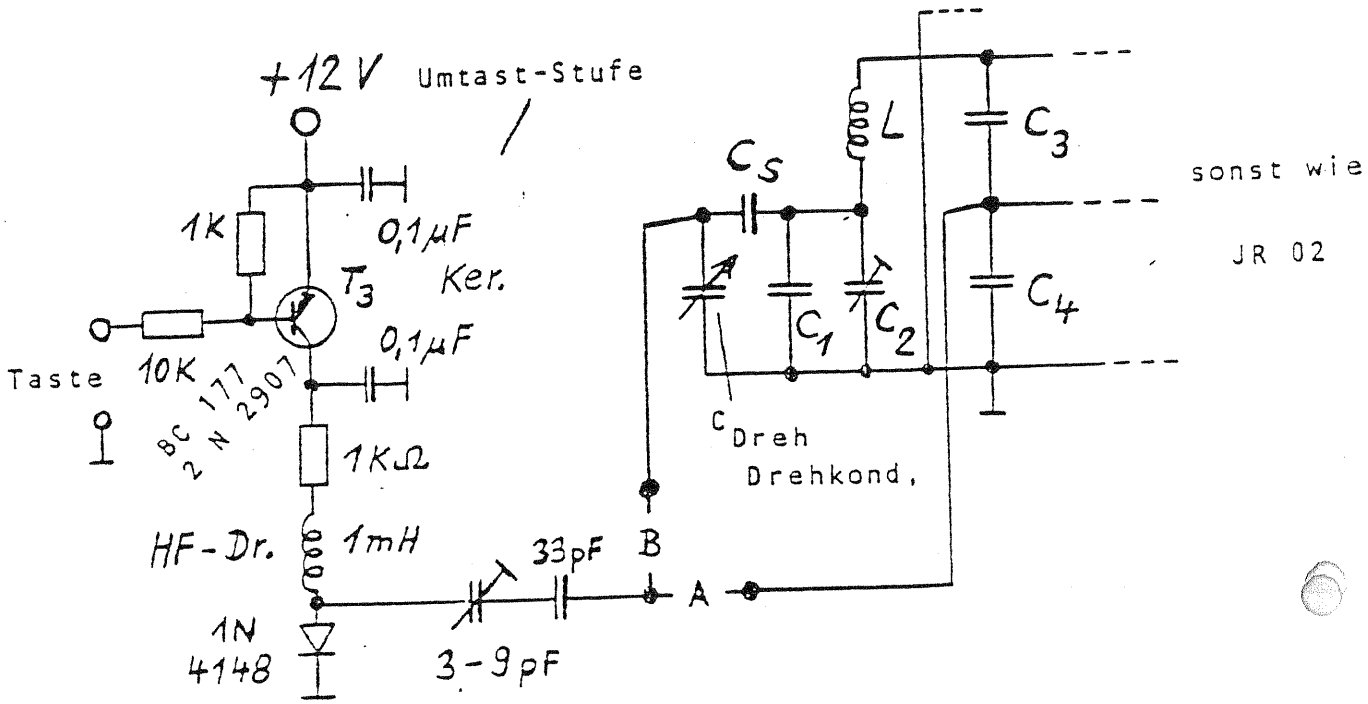 +12V
Umtast-Stufe
1K
0,1µF
Ker.
T3
Taste
10K
BC 177
2 N 2907
0,1µF
1KΩ
HF-Dr.
1mH
1N
4148
3-9pF
33pF
B
A
CS
L
C1
C2
CDreh
Drehkond,
C3
C4
sonst wie
JR 02